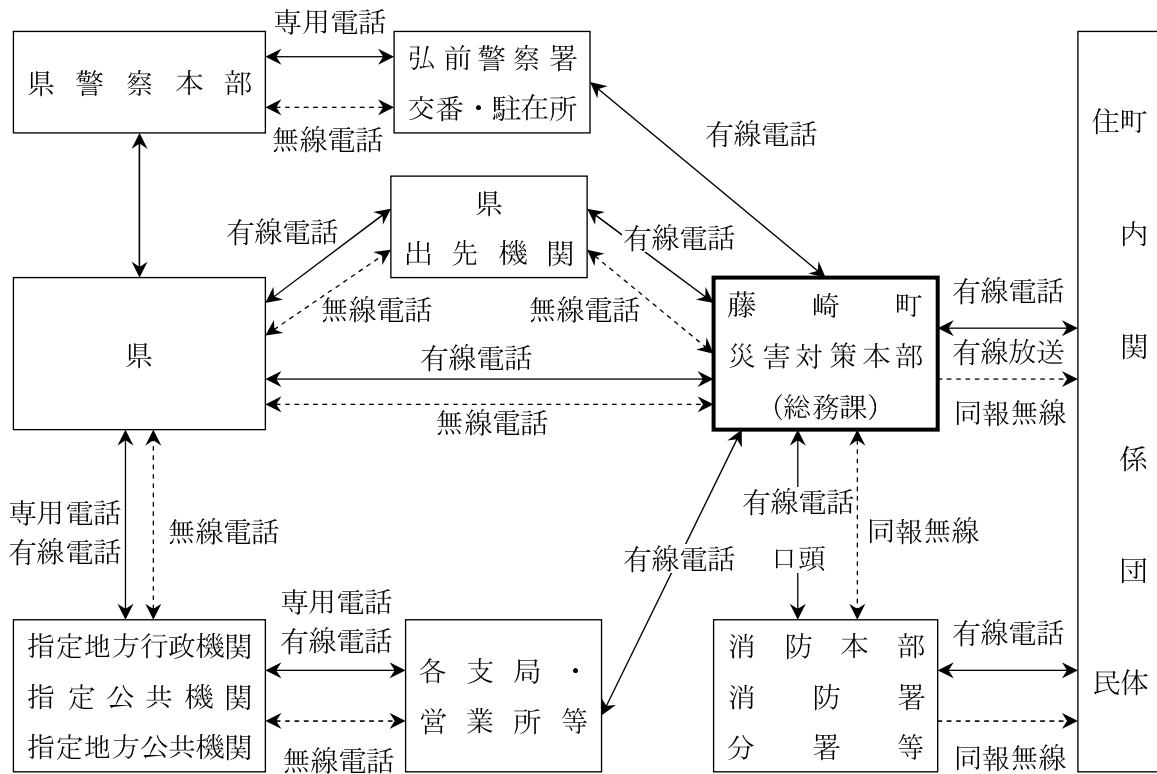 専用電話
県警察本部
弘前警察署
交番・駐在所
無線電話
有線電話
住町
内
関
係
団
民体
県
出先機関
有線電話
有線電話
無線電話
無線電話
県
有線電話
無線電話
藤崎町
災害対策本部
（総務課）
有線電話
有線放送
同報無線
専用電話
有線電話
無線電話
有線電話
有線電話
口頭
同報無線
指定地方行政機関
指定公共機関
指定地方公共機関
専用電話
有線電話
無線電話
各支局・
営業所等
消防本部
消防署
分署等
有線電話
同報無線